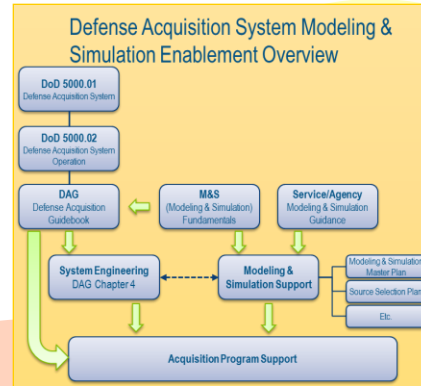 Defense Acquisition System Modeling &
Simulation Enablement Overview
DoD 5000.01
Defense Acquisition System
DoD 5000.02
Defense Acquisition System
Operation
DAG
Defense Acquisition
Guidebook
M&S
(Modeling & Simulation)
Fundamentals
Service/Agency
Modeling & Simulation
Guidance
System Engineering
DAG Chapter 4
Modeling &
Simulation Support
Modeling & Simulation
Master Plan
Source Selection Plan
Etc.
Acquisition Program Support